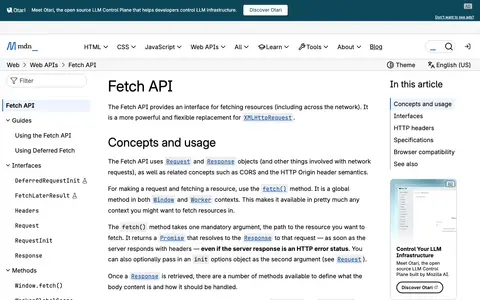 Otari
Meet Otari, the open source LLM Control Plane that helps developers control LLM Infrastructure.
Discover Otari
AD
Don't want to see ads?
mdn_
HTML
CSS
JavaScript
Web APIs
All
Learn
Tools
About
Blog
Web
Web APIs
Fetch API
Theme
English (US)
Filter
Fetch API
Guides
Using the Fetch API
Using Deferred Fetch
Interfaces
DeferredRequestInit
FetchLaterResult
Headers
Request
RequestInit
Response
Methods
Window.fetch()
Fetch API
The Fetch API provides an interface for fetching resources (including across the network). It
is a more powerful and flexible replacement for XMLHttpRequest.
Concepts and usage
The Fetch API uses Request and Response objects (and other things involved with network
requests), as well as related concepts such as CORS and the HTTP Origin header semantics.
For making a request and fetching a resource, use the fetch() method. It is a global
method in both Window and Worker contexts. This makes it available in pretty much any
context you might want to fetch resources in.
The fetch() method takes one mandatory argument, the path to the resource you want to
fetch. It returns a Promise that resolves to the Response to that request — as soon as the
server responds with headers — even if the server response is an HTTP error status. You
can also optionally pass in an init options object as the second argument (see Request).
Once a Response is retrieved, there are a number of methods available to define what the
body content is and how it should be handled.
In this article
Concepts and usage
Interfaces
HTTP headers
Specifications
Browser compatibility
See also
AD
Control Your LLM
Infrastructure
Meet Otari, the open
source LLM Control
Plane built by Mozilla AI.
Discover Otari